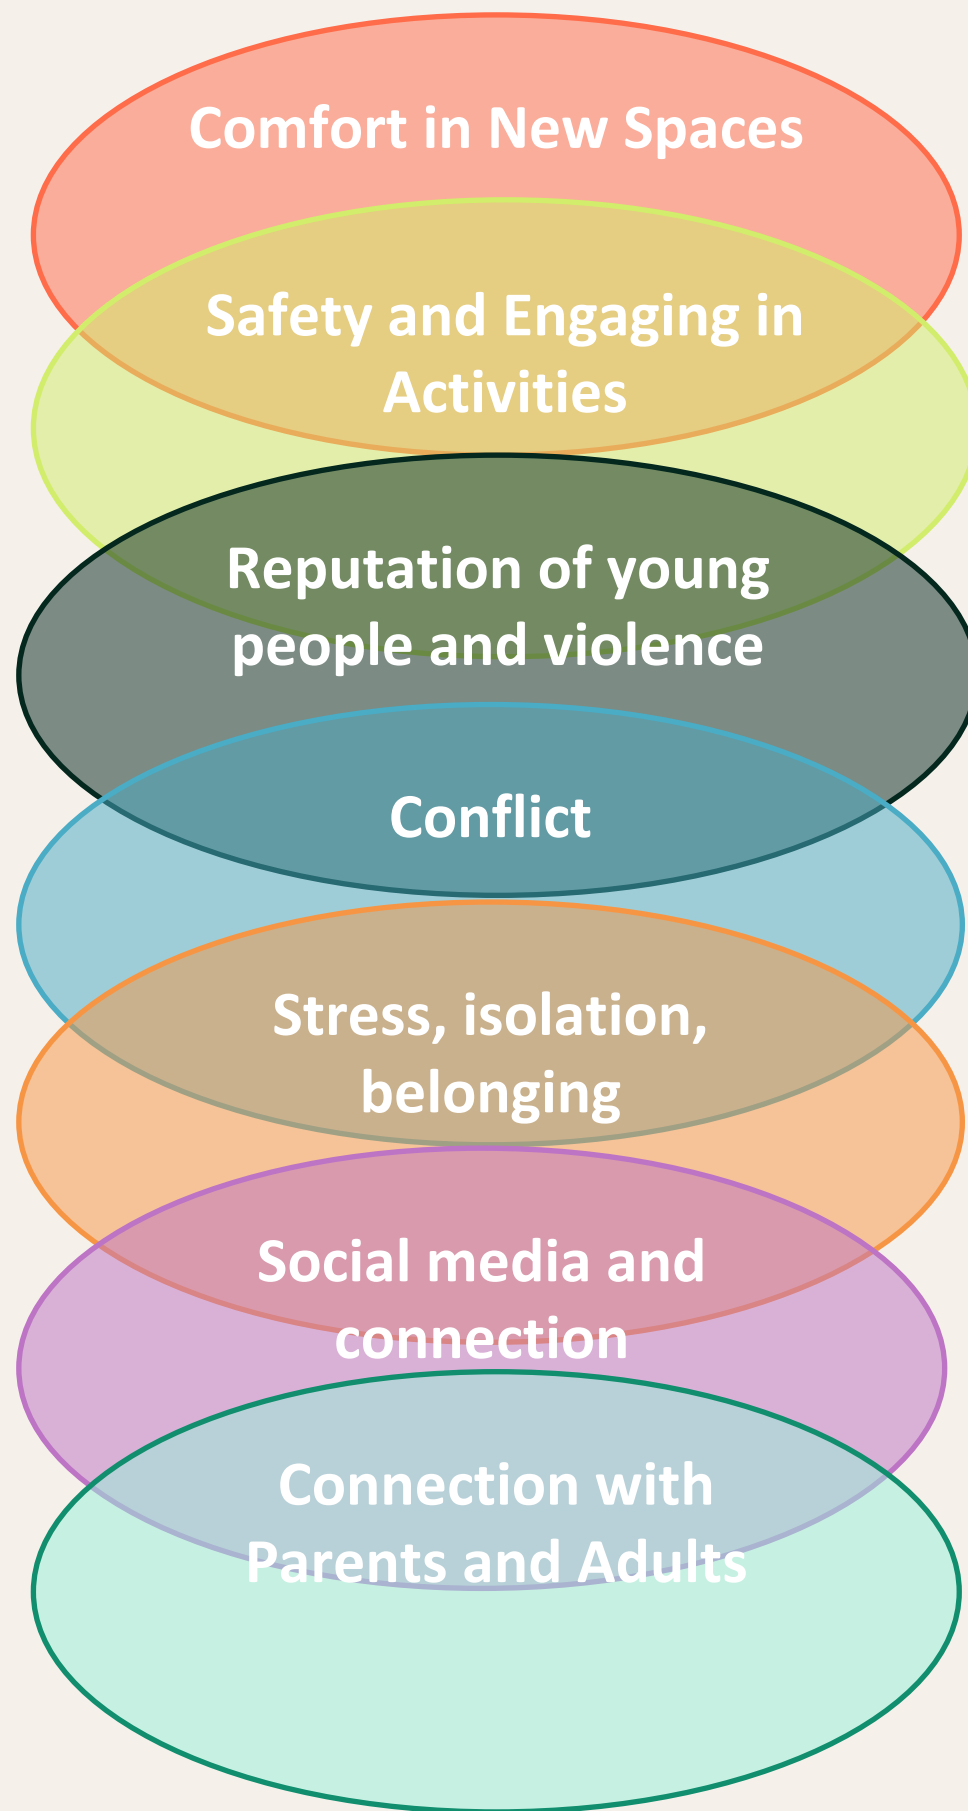 Comfort in New Spaces
Safety and Engaging in
Activities
Reputation of young
people and violence
Conflict
Stress, isolation,
belonging
Social media and
connection
Connection with
Parents and Adults